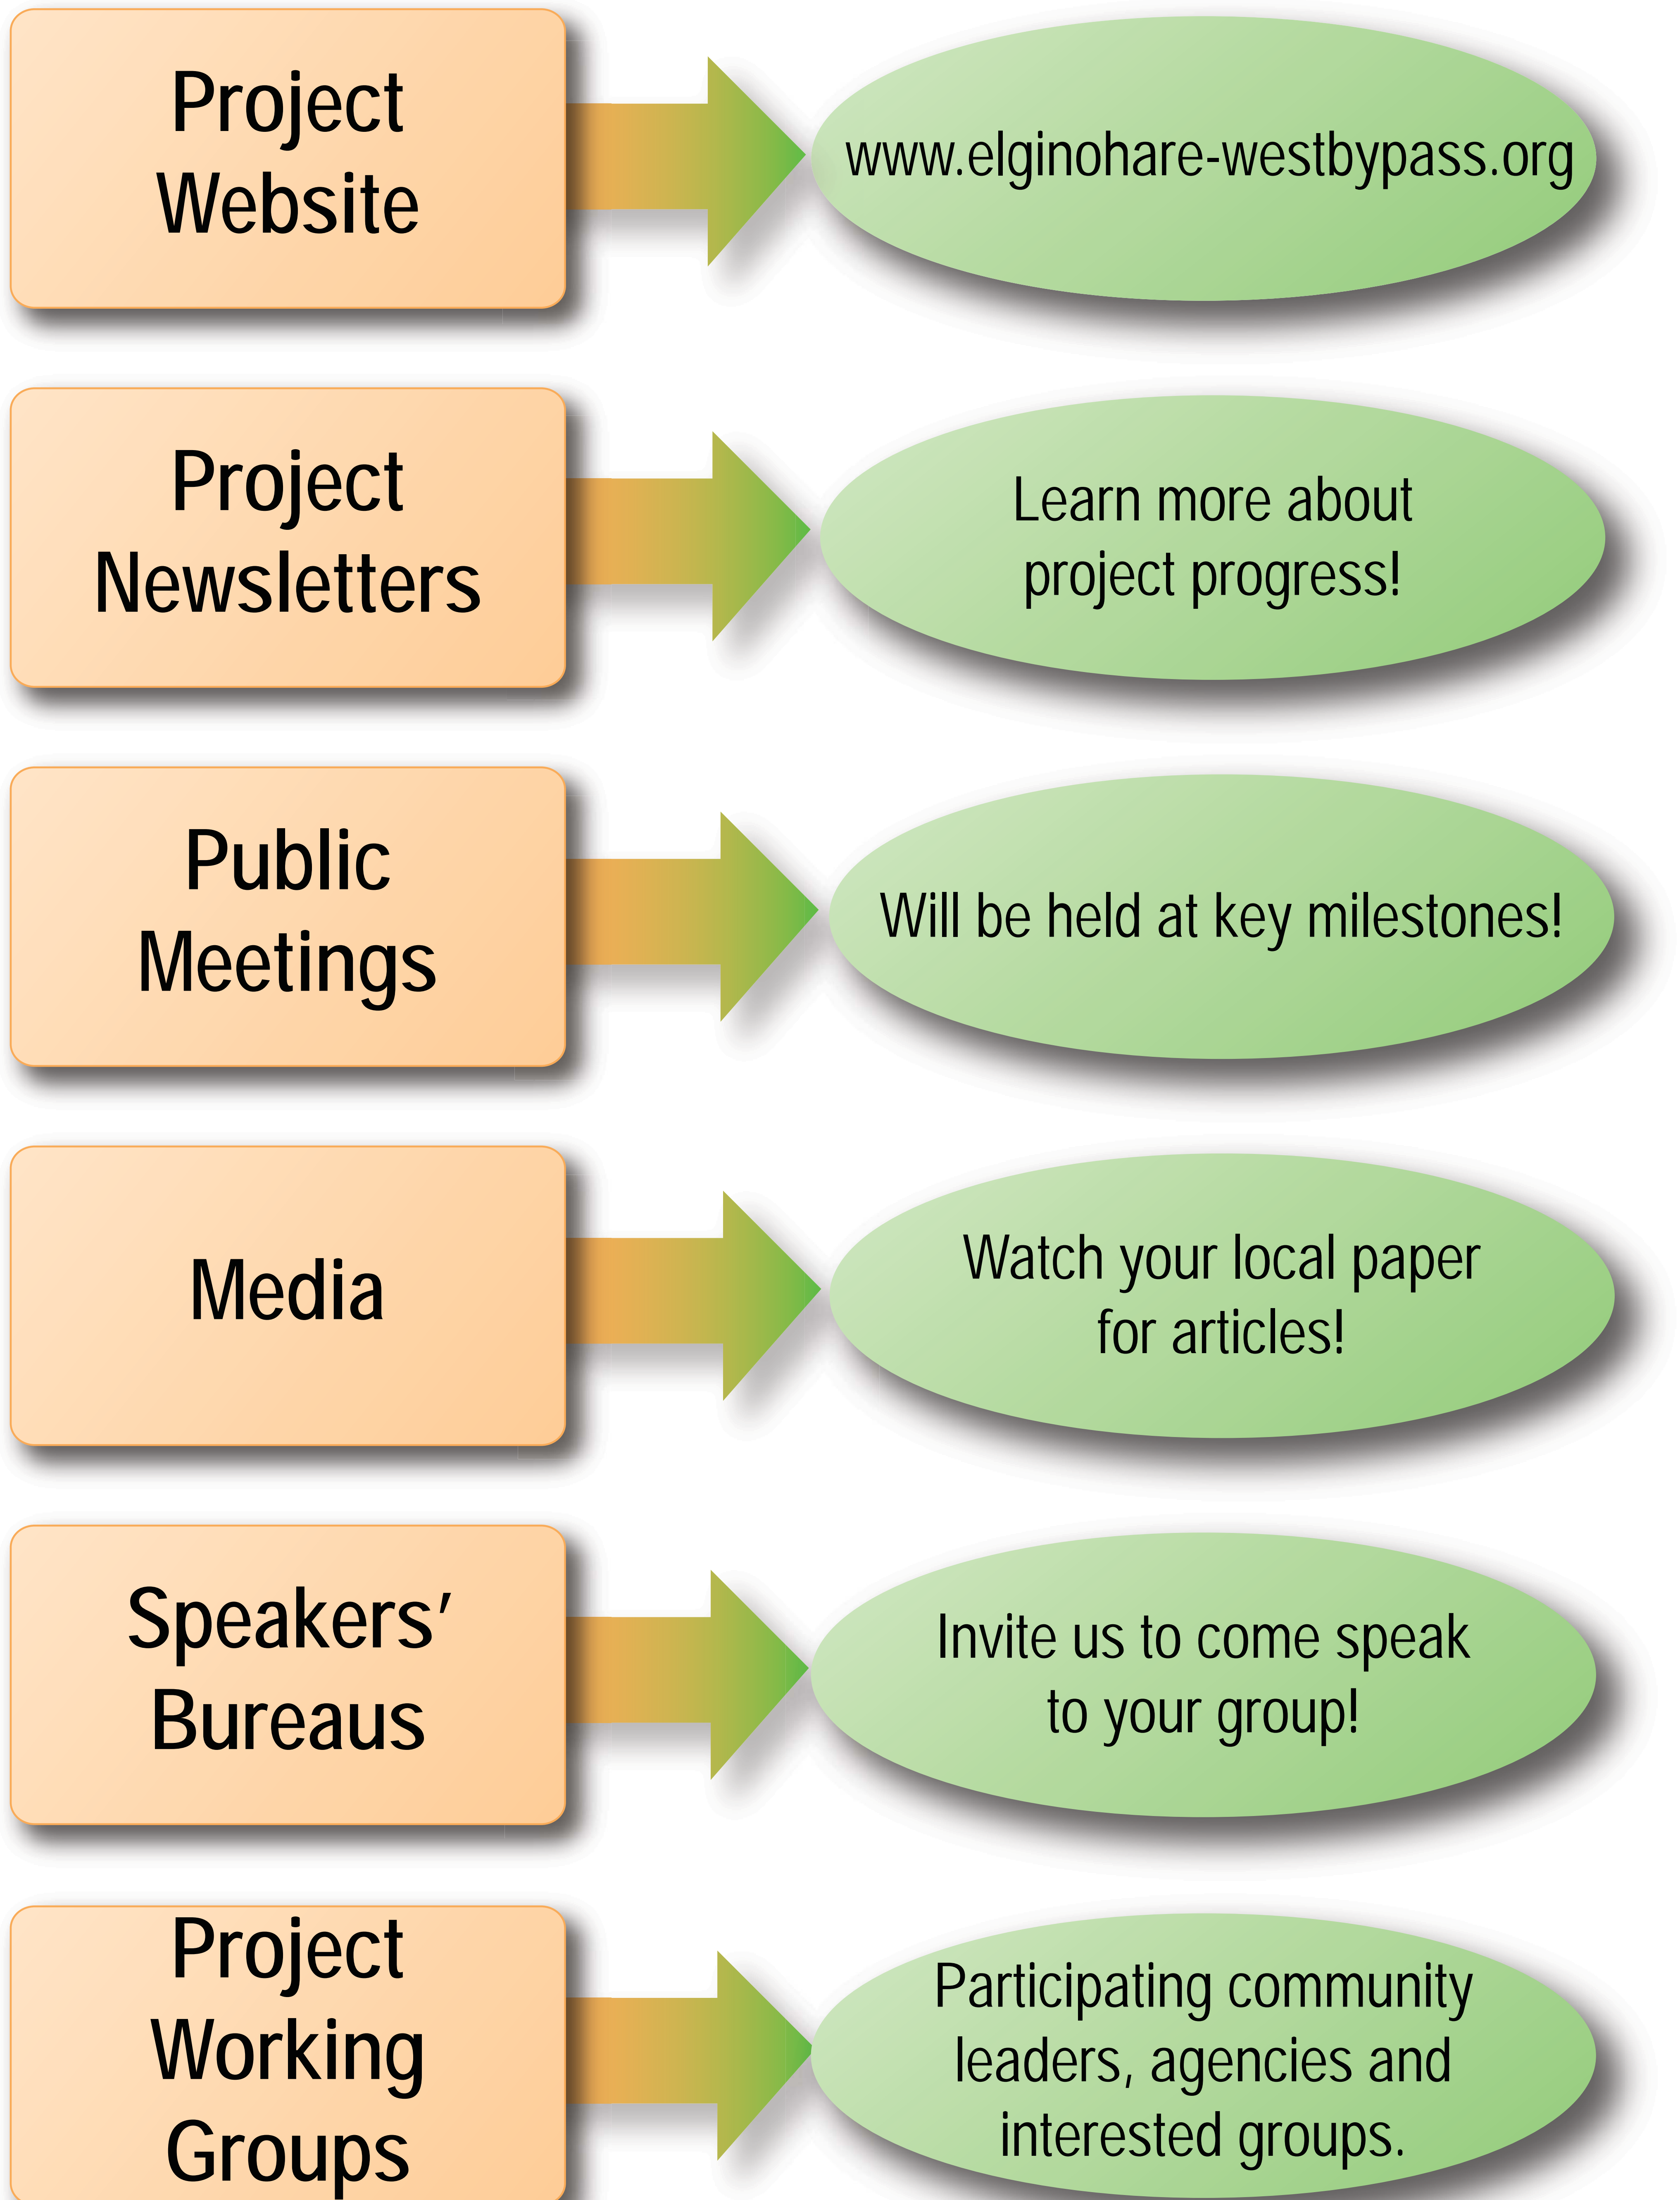 Project
Website
www.elginohare-westbypass.org
Project
Newsletters
Learn more about
project progress!
Public
Meetings
Will be held at key milestones!
Media
Watch your local paper
for articles!
Speakers’
Bureaus
Invite us to come speak
to your group!
Project
Working
Groups
Participating community
leaders, agencies and
interested groups.